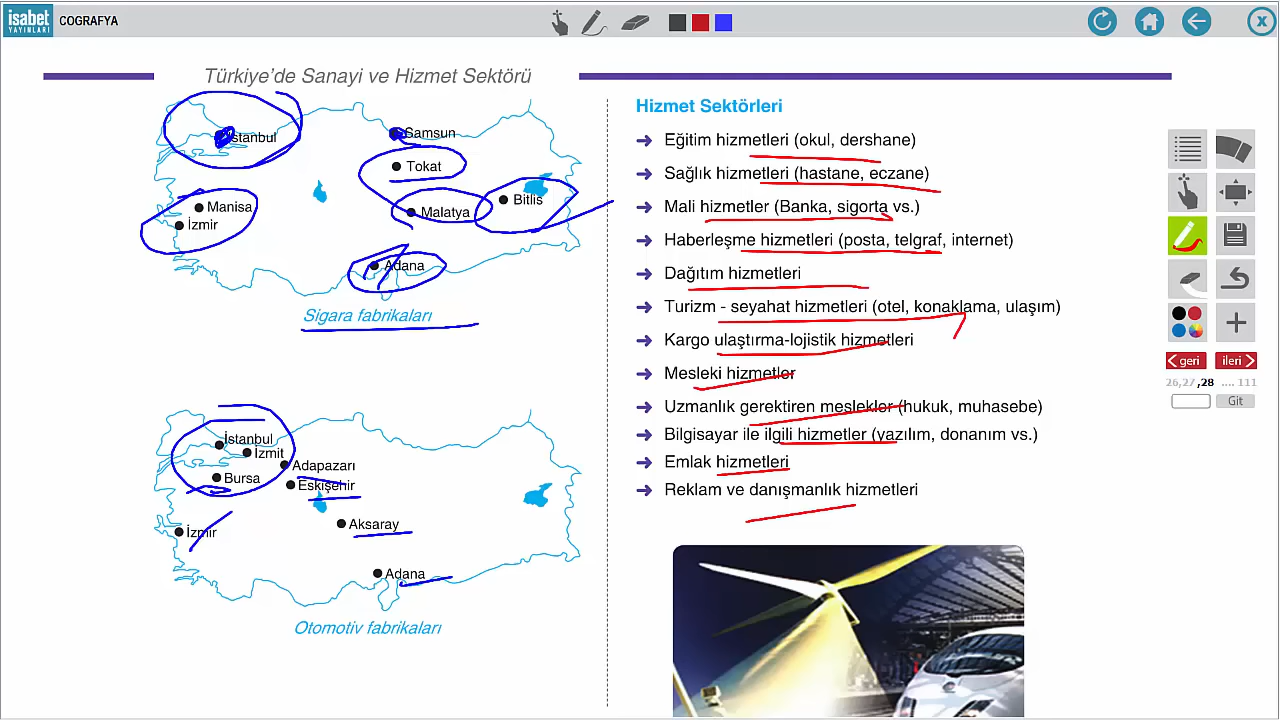 isabet
YAYINLARI
COGRAFYA
Türkiye'de Sanayi ve Hizmet Sektörü
İstanbul
Samsun
Tokat
Manisa
Malatya
Bitlis
İzmir
Adana
Sigara fabrikaları
İstanbul
İzmit
Adapazarı
Bursa
Eskişehir
Aksaray
İzmir
Adana
Otomotiv fabrikaları
Hizmet Sektörleri
Eğitim hizmetleri (okul, dershane)
Sağlık hizmetleri (hastane, eczane)
Mali hizmetler (Banka, sigorta vs.)
Haberleşme hizmetleri (posta, telgraf, internet)
Dağıtım hizmetleri
Turizm - seyahat hizmetleri (otel, konaklama, ulaşım)
Kargo ulaştırma-lojistik hizmetleri
Mesleki hizmetler
Uzmanlık gerektiren meslekler (hukuk, muhasebe)
Bilgisayar ile ilgili hizmetler (yazılım, donanım vs.)
Emlak hizmetleri
Reklam ve danışmanlık hizmetleri
geri
ileri
26,27,28 .... 111
Git